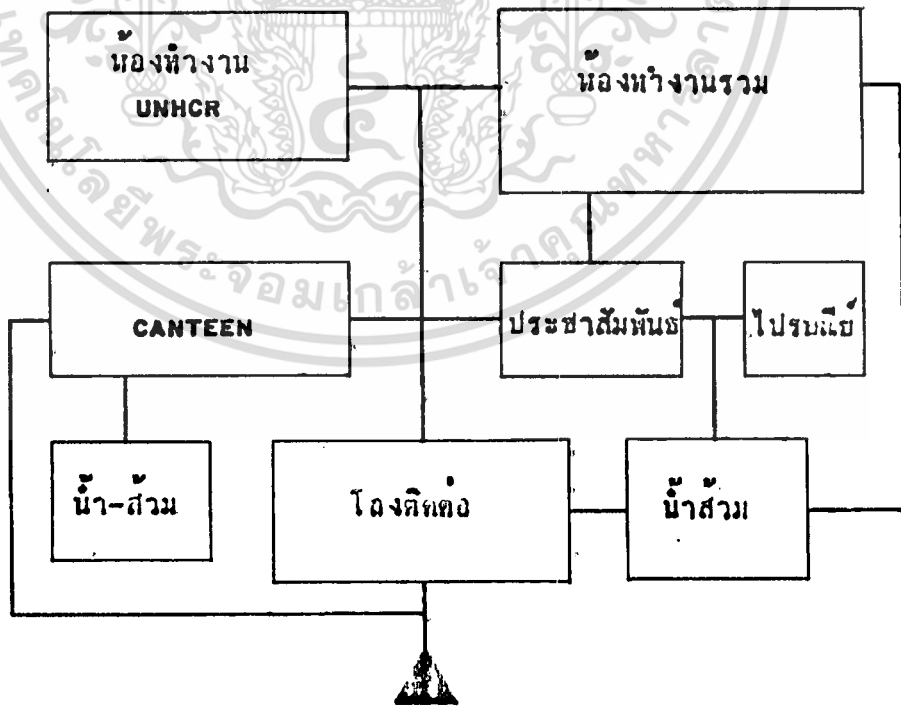 ห้องทำงาน
UNHCR
ห้องทำงานรวม
CANTEEN
ประชาสัมพันธ์
ไปรษณีย์
น้ำ-ส้วม
โถงติดต่อ
น้ำส้วม